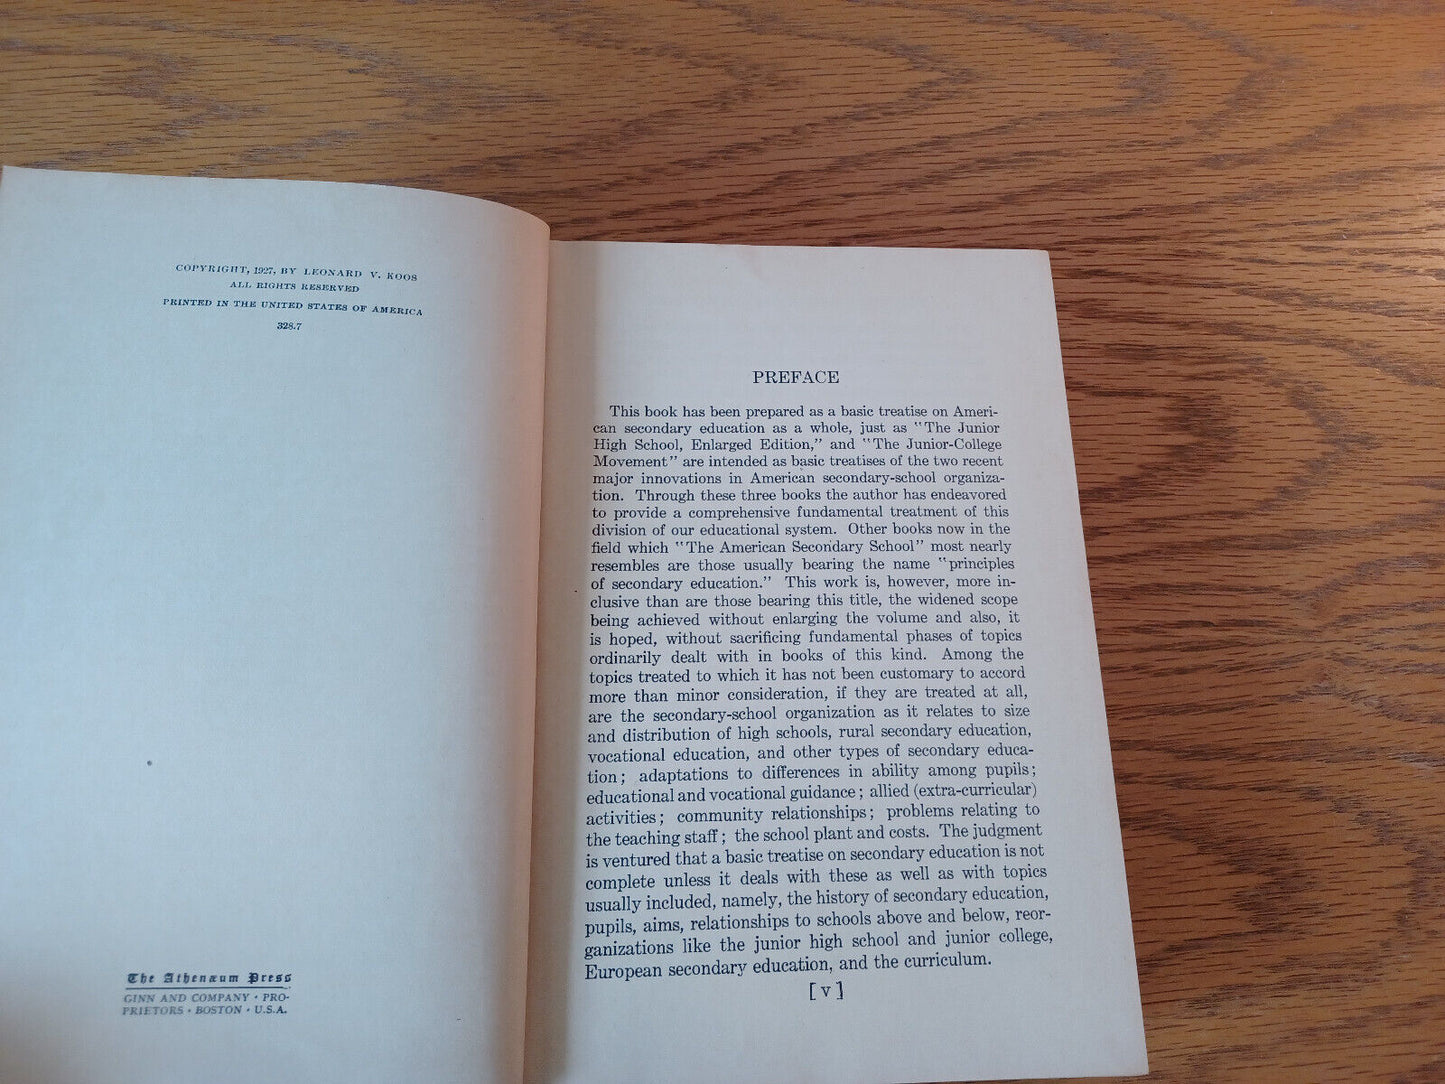 COPYRIGHT, 1927, BY LEONARD V. KOOS
ALL RIGHTS RESERVED
PRINTED IN THE UNITED STATES OF AMERICA
328.7
The Athenæum Press
GINN AND COMPANY · PRO-
PRIETORS · BOSTON · U.S.A.
PREFACE
This book has been prepared as a basic treatise on Ameri-
can secondary education as a whole, just as "The Junior
High School, Enlarged Edition," and "The Junior-College
Movement" are intended as basic treatises of the two recent
major innovations in American secondary-school organiza-
tion. Through these three books the author has endeavored
to provide a comprehensive fundamental treatment of this
division of our educational system. Other books now in the
field which "The American Secondary School" most nearly
resembles are those usually bearing the name "principles
of secondary education." This work is, however, more in-
clusive than are those bearing this title, the widened scope
being achieved without enlarging the volume and also, it
is hoped, without sacrificing fundamental phases of topics
ordinarily dealt with in books of this kind. Among the
topics treated to which it has not been customary to accord
more than minor consideration, if they are treated at all,
are the secondary-school organization as it relates to size
and distribution of high schools, rural secondary education,
vocational education, and other types of secondary educa-
tion; adaptations to differences in ability among pupils;
educational and vocational guidance; allied (extra-curricular)
activities; community relationships; problems relating to
the teaching staff; the school plant and costs. The judgment
is ventured that a basic treatise on secondary education is not
complete unless it deals with these as well as with topics
usually included, namely, the history of secondary education,
pupils, aims, relationships to schools above and below, reor-
ganizations like the junior high school and junior college,
European secondary education, and the curriculum.
[v]